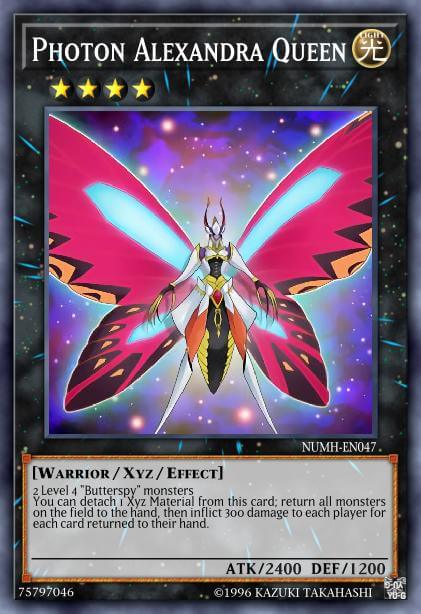 PHOTON ALEXANDRA QUEEN
LIGHT
光
NUMH-EN047
[WARRIOR / XYZ / EFFECT]
2 Level 4 "Butterspy" monsters
You can detach 1 Xyz Material from this card; return all monsters
on the field to the hand, then inflict 300 damage to each player for
each card returned to their hand.
ATK/2400 DEF/1200
75797046
©1996 KAZUKI TAKAHASHI